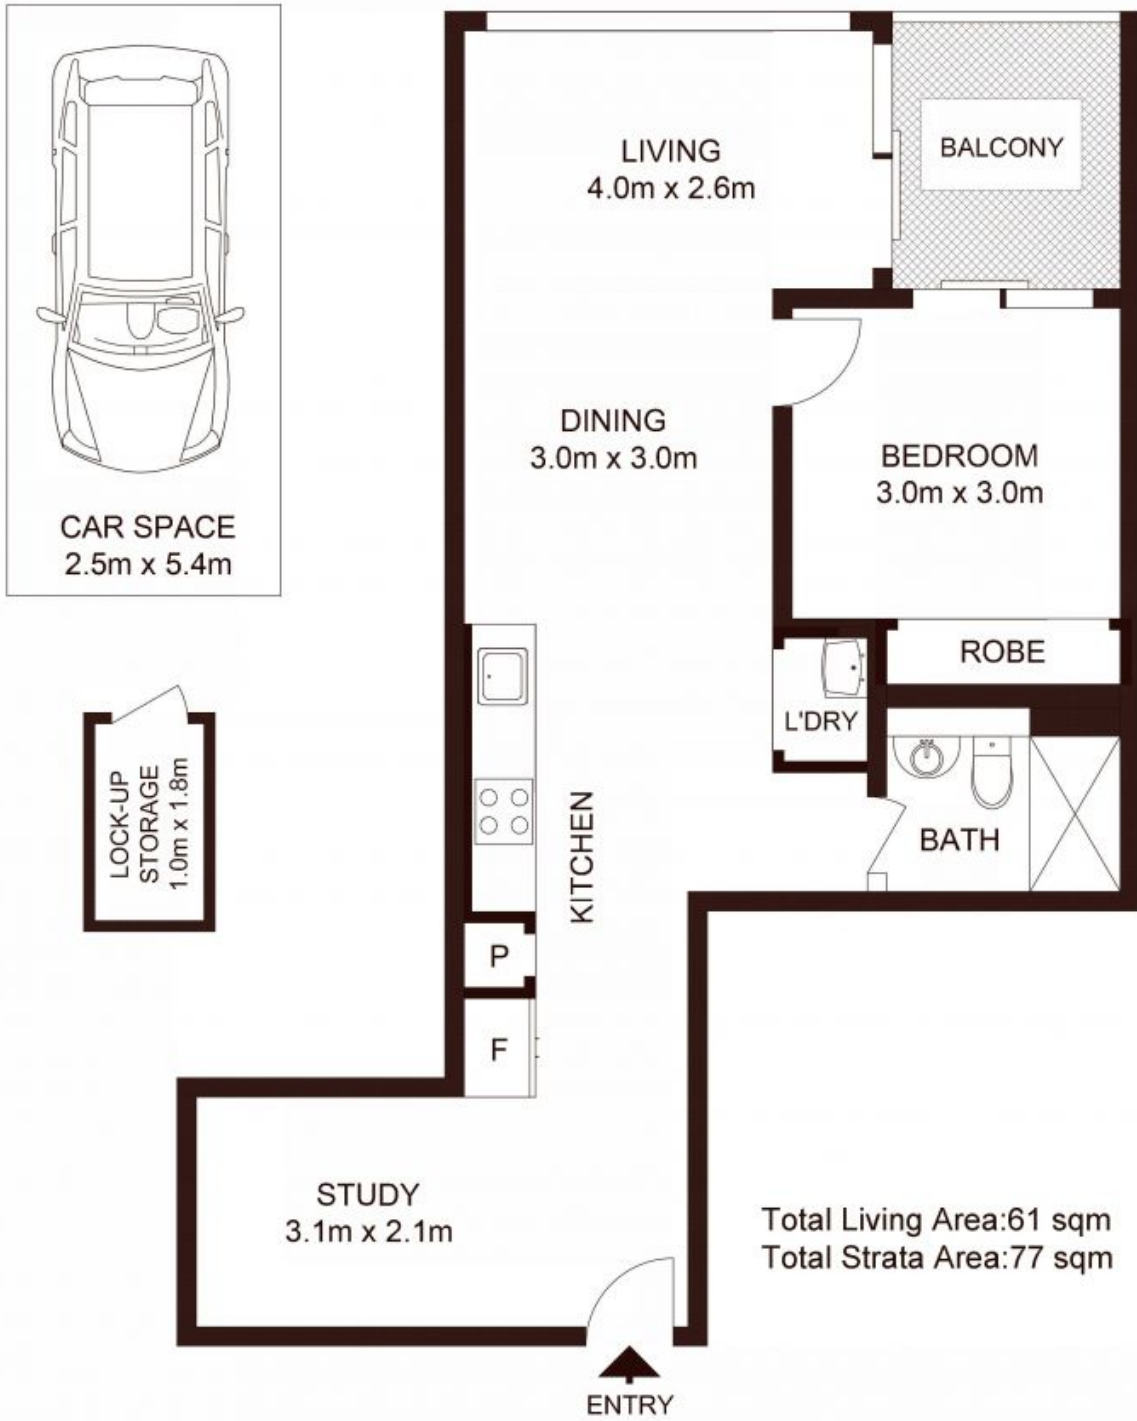 LIVING
4.0m x 2.6m
BALCONY
DINING
3.0m x 3.0m
BEDROOM
3.0m x 3.0m
CAR SPACE
2.5m x 5.4m
ROBE
L'DRY
LOCK-UP
STORAGE
1.0m x 1.8m
KITCHEN
BATH
P
F
STUDY
3.1m x 2.1m
Total Living Area:61 sqm
Total Strata Area:77 sqm
ENTRY